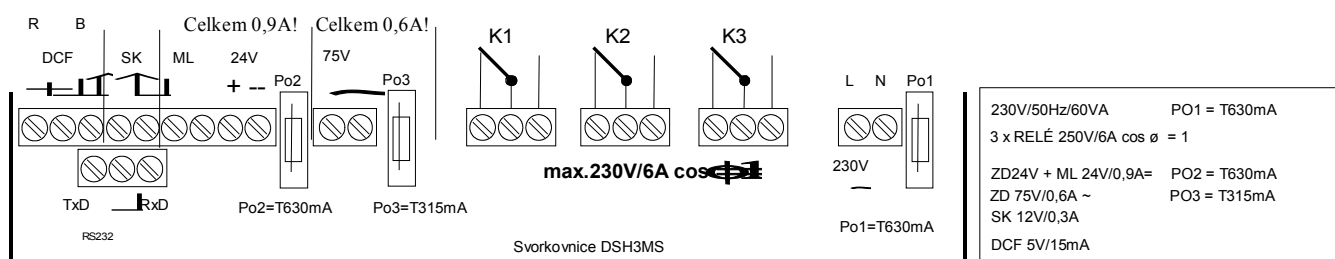 R B Celkem 0,9A! Celkem 0,6A!
K1 K2 K3
DCF SK ML 24V 75V
+ -- Po2 Po3 L N Po1
max.230V/6A cos
230V
TxD RxD
RS232
Po2=T630mA Po3=T315mA
Po1=T630mA
Svorkovnice DSH3MS
230V/50Hz/60VA PO1 = T630mA
3 x RELÉ 250V/6A cos ø = 1
ZD24V + ML 24V/0,9A= PO2 = T630mA
ZD 75V/0,6A ~ PO3 = T315mA
SK 12V/0,3A
DCF 5V/15mA